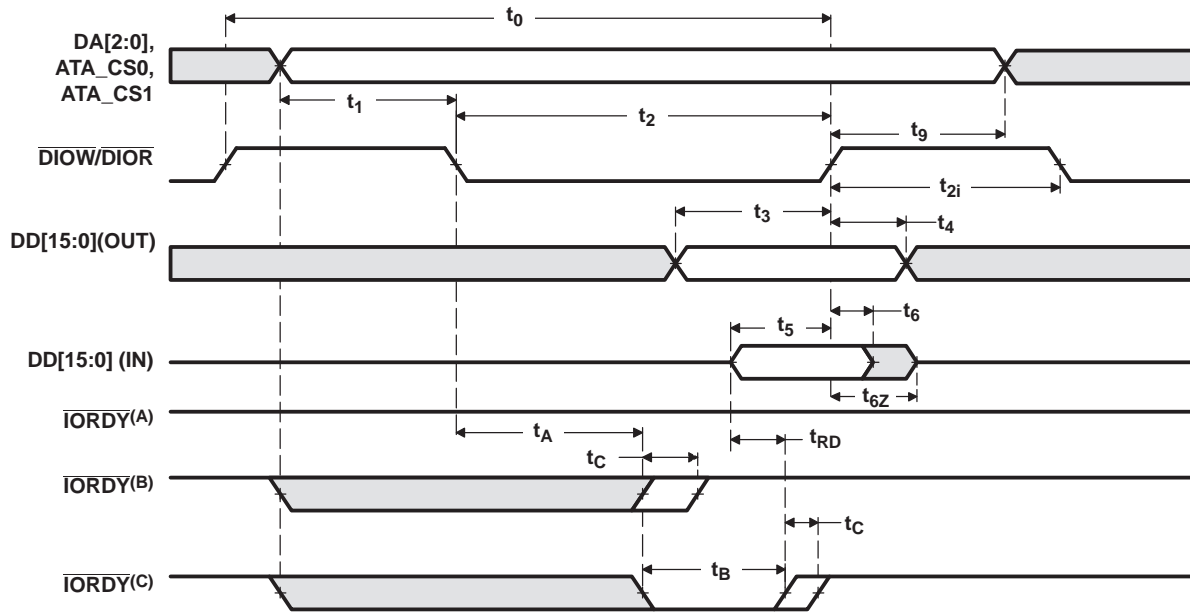 t0
DA[2:0],
ATA_CS0,
ATA_CS1
t1
t2
t9
DIOW/DIOR
t2i
t3
t4
DD[15:0](OUT)
t5
t6
DD[15:0] (IN)
t6Z
IORDY(A)
tA
tRD
tC
IORDY(B)
tC
tB
IORDY(C)